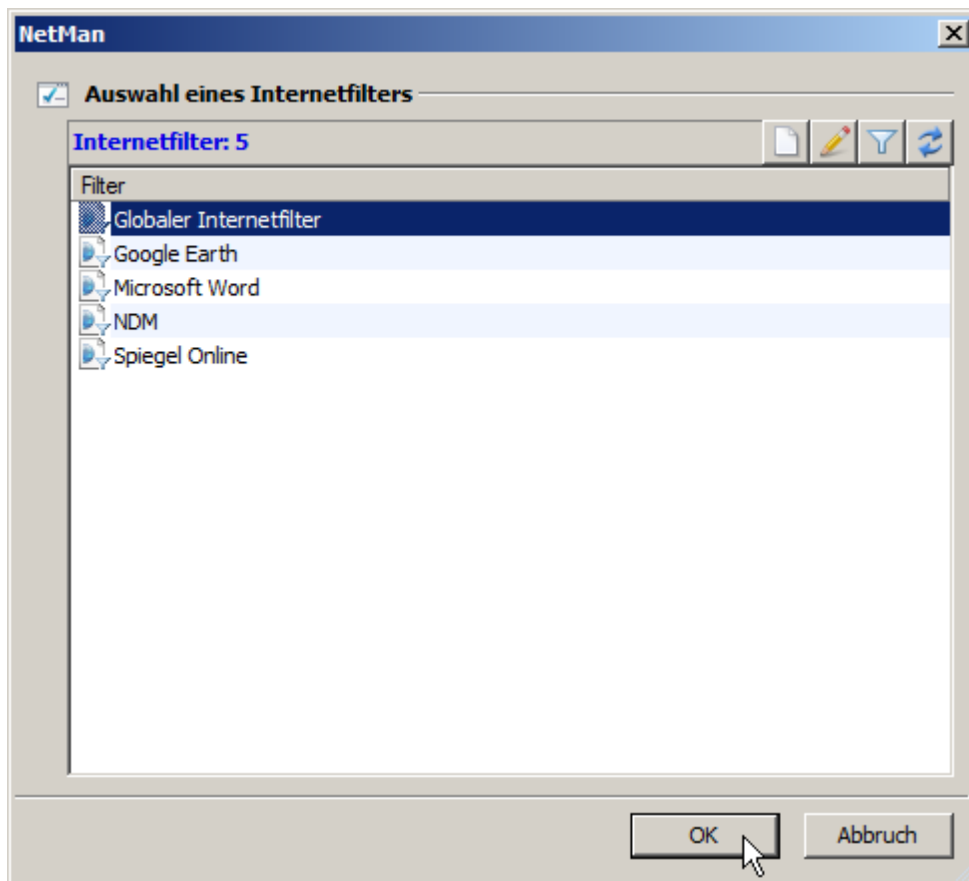 NetMan
Auswahl eines Internetfilters
Internetfilter: 5
Filter
Globaler Internetfilter
Google Earth
Microsoft Word
NDM
Spiegel Online
OK
Abbruch